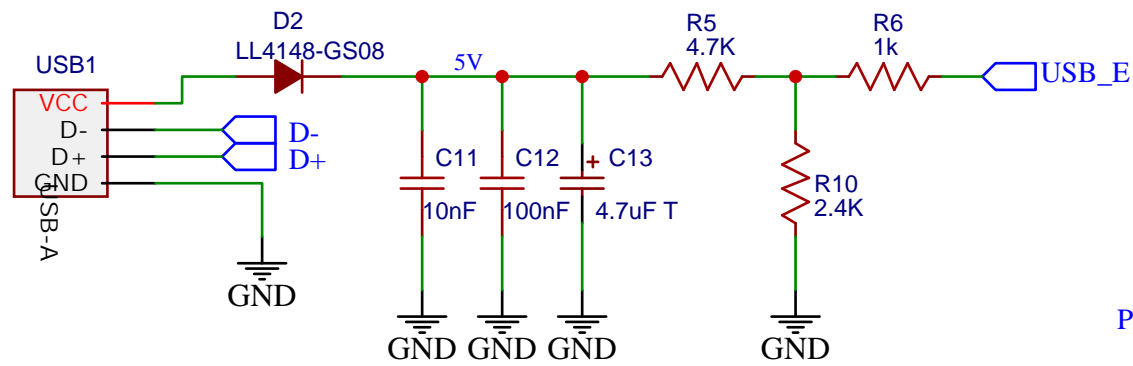 D2
LL4148-GS08
R5
4.7K
R6
1k
USB1
5V
USB_E
VCC
D-
D+
GND
USB-A
D-
D+
C11
10nF
C12
100nF
+
C13
4.7uF T
R10
2.4K
GND
GND
GND
GND
GND
P